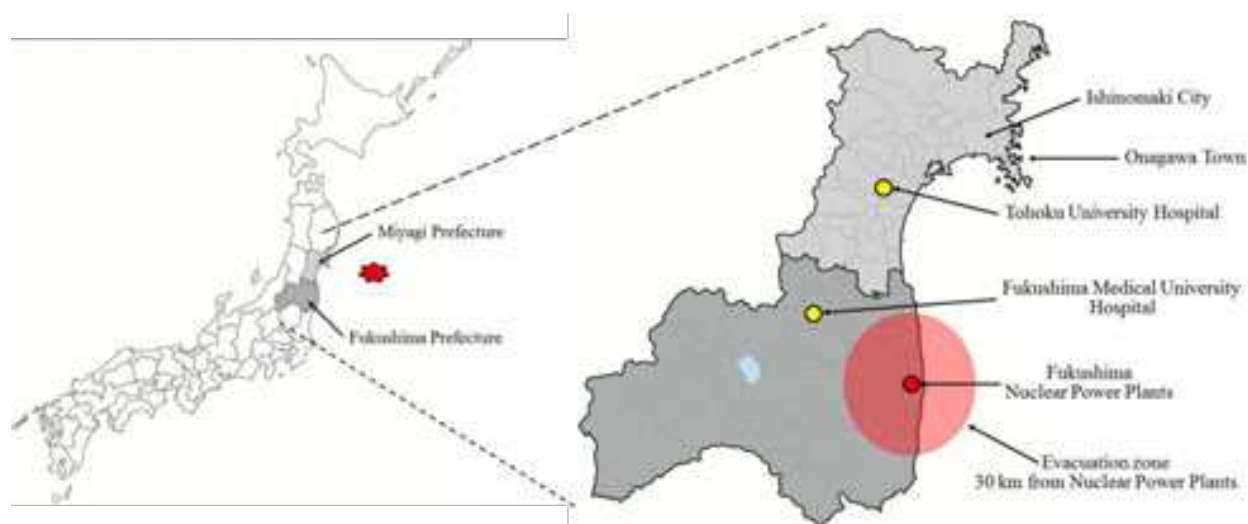 Miyagi Prefecture
Fukushima Prefecture
Ishinomaki City
Onagawa Town
Tohoku University Hospital
Fukushima Medical University
Hospital
Fukushima
Nuclear Power Plants
Evacuation zone
30 km from Nuclear Power Plants